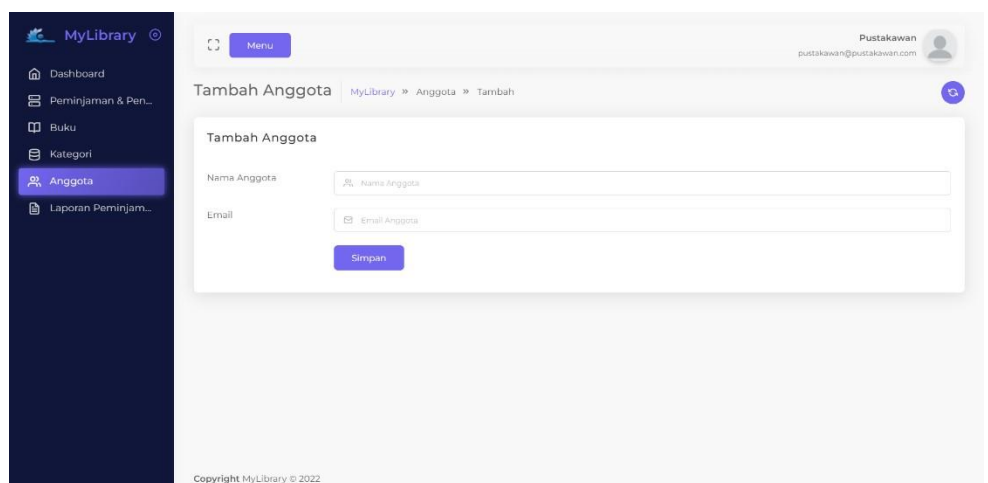 MyLibrary
Dashboard
Peminjaman & Pen...
Buku
Kategori
Anggota
Laporan Peminjam...
Menu
Pustakawan
pustakawan@pustakawan.com
Tambah Anggota
MyLibrary » Anggota » Tambah
Tambah Anggota
Nama Anggota
Nama Anggota
Email
Email Anggota
Simpan
Copyright MyLibrary © 2022